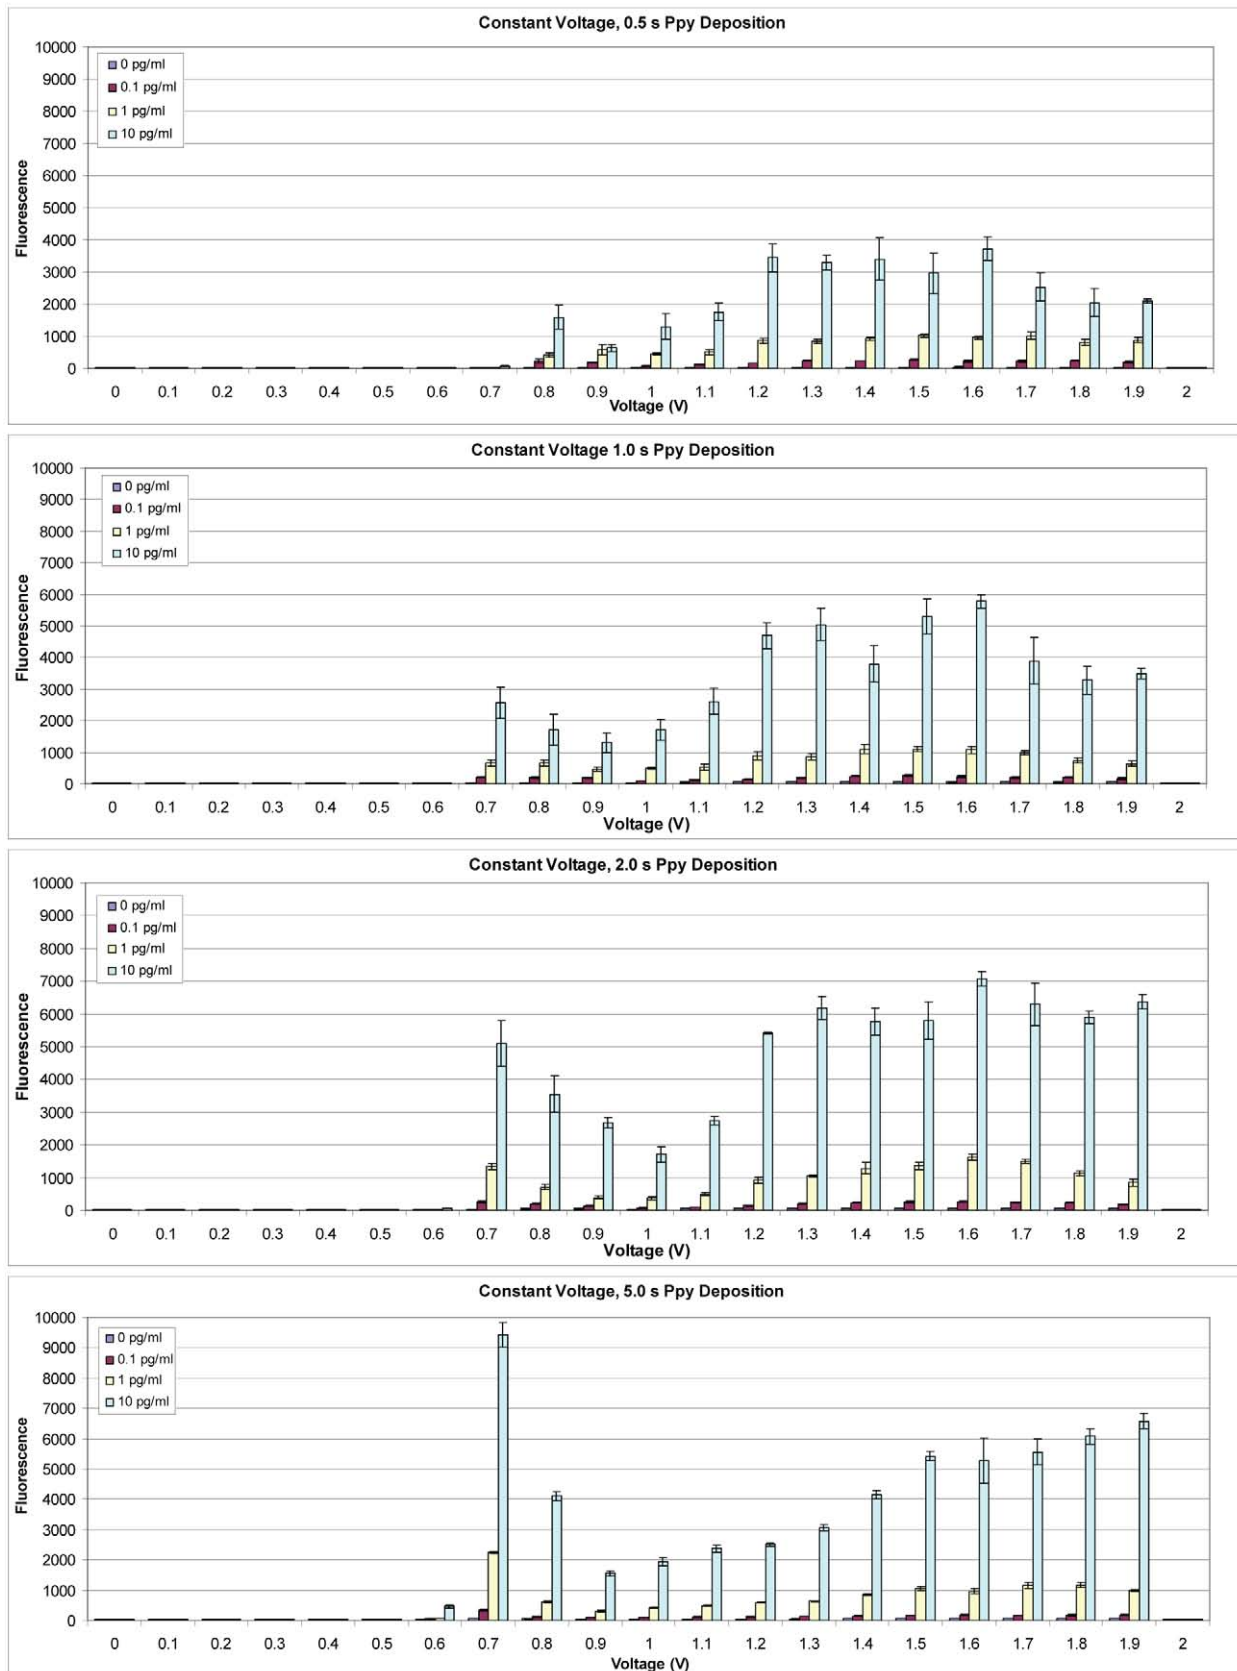 Constant Voltage, 0.5 s Ppy Deposition
10000
9000
8000
7000
6000
5000
4000
3000
2000
1000
0
Fluorescence
0 pg/ml
0.1 pg/ml
1 pg/ml
10 pg/ml
0 0.1 0.2 0.3 0.4 0.5 0.6 0.7 0.8 0.9 1 1.1 1.2 1.3 1.4 1.5 1.6 1.7 1.8 1.9 2
Voltage (V)
Constant Voltage 1.0 s Ppy Deposition
10000
9000
8000
7000
6000
5000
4000
3000
2000
1000
0
Fluorescence
0 pg/ml
0.1 pg/ml
1 pg/ml
10 pg/ml
0 0.1 0.2 0.3 0.4 0.5 0.6 0.7 0.8 0.9 1 1.1 1.2 1.3 1.4 1.5 1.6 1.7 1.8 1.9 2
Voltage (V)
Constant Voltage, 2.0 s Ppy Deposition
10000
9000
8000
7000
6000
5000
4000
3000
2000
1000
0
Fluorescence
0 pg/ml
0.1 pg/ml
1 pg/ml
10 pg/ml
0 0.1 0.2 0.3 0.4 0.5 0.6 0.7 0.8 0.9 1 1.1 1.2 1.3 1.4 1.5 1.6 1.7 1.8 1.9 2
Voltage (V)
Constant Voltage, 5.0 s Ppy Deposition
10000
9000
8000
7000
6000
5000
4000
3000
2000
1000
0
Fluorescence
0 pg/ml
0.1 pg/ml
1 pg/ml
10 pg/ml
0 0.1 0.2 0.3 0.4 0.5 0.6 0.7 0.8 0.9 1 1.1 1.2 1.3 1.4 1.5 1.6 1.7 1.8 1.9 2
Voltage (V)